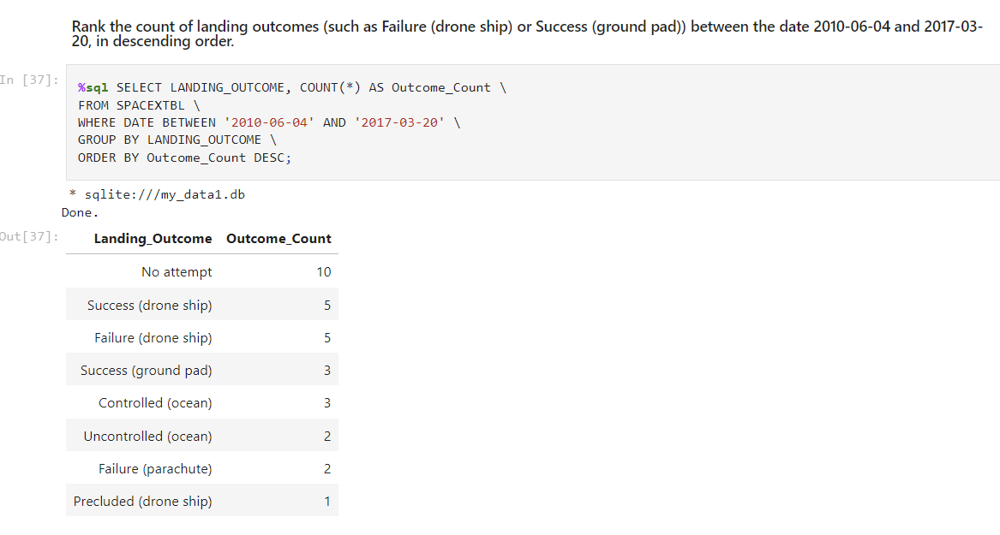 Rank the count of landing outcomes (such as Failure (drone ship) or Success (ground pad)) between the date 2010-06-04 and 2017-03-
20, in descending order.
In [37]:
%sql SELECT LANDING_OUTCOME, COUNT(*) AS Outcome_Count \
FROM SPACEXTBL \
WHERE DATE BETWEEN '2010-06-04' AND '2017-03-20' \
GROUP BY LANDING_OUTCOME \
ORDER BY Outcome_Count DESC;
* sqlite:///my_data1.db
Done.
Out[37]:
Landing_Outcome Outcome_Count
No attempt 10
Success (drone ship) 5
Failure (drone ship) 5
Success (ground pad) 3
Controlled (ocean) 3
Uncontrolled (ocean) 2
Failure (parachute) 2
Precluded (drone ship) 1